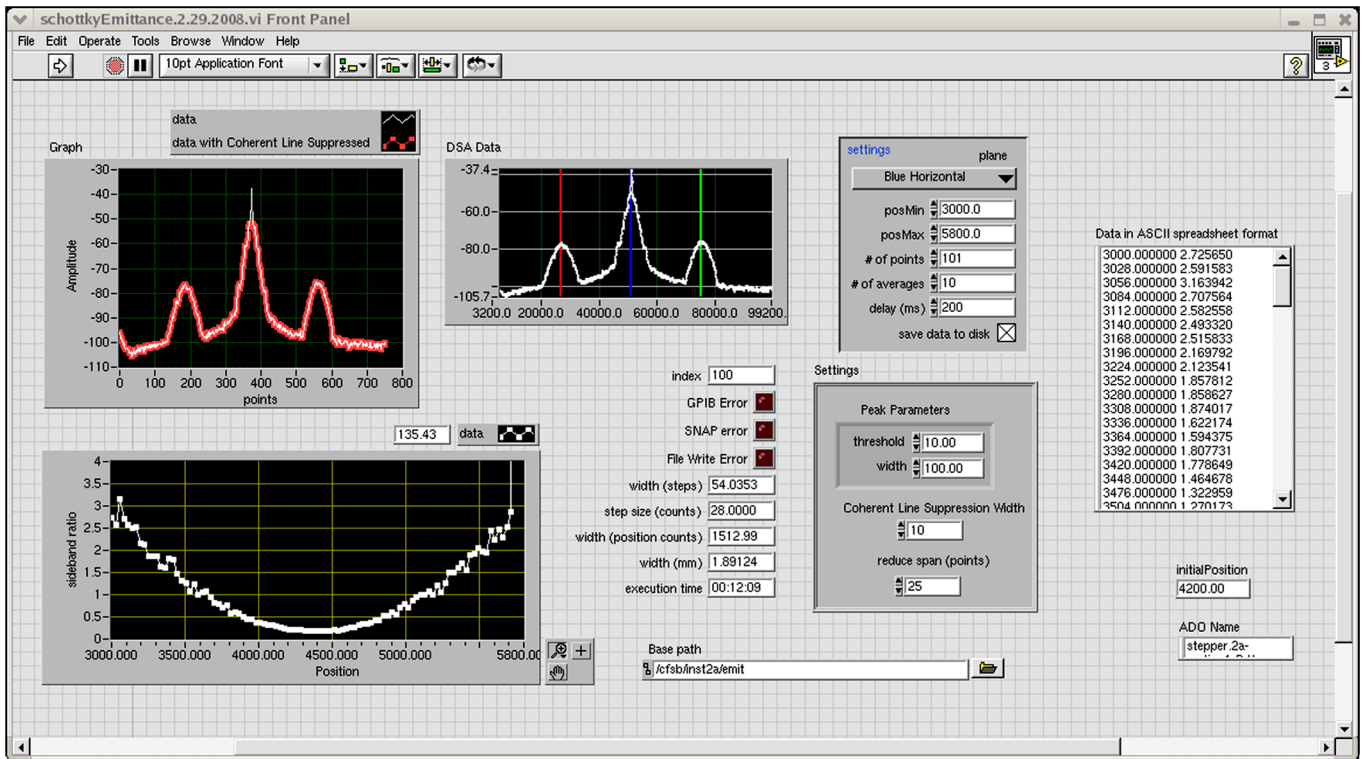 schottkyEmittance.2.29.2008.vi Front Panel
File Edit Operate Tools Browse Window Help
10pt Application Font
3
data
data with Coherent Line Suppressed
Graph
-30
-40
-50
-60
-70
-80
-90
-100
-110
Amplitude
0 100 200 300 400 500 600 700 800
points
DSA Data
-37.4
-60.0
-80.0
-105.7
3200.0 20000.0 40000.0 60000.0 80000.0 99200.
settings
plane
Blue Horizontal
posMin 3000.0
posMax 5800.0
# of points 101
# of averages 10
delay (ms) 200
save data to disk
Data in ASCII spreadsheet format
3000.000000 2.725650
3028.000000 2.591583
3056.000000 3.163942
3084.000000 2.707564
3112.000000 2.582558
3140.000000 2.493320
3168.000000 2.515833
3196.000000 2.169792
3224.000000 2.123541
3252.000000 1.857812
3280.000000 1.858627
3308.000000 1.874017
3336.000000 1.622174
3364.000000 1.594375
3392.000000 1.807731
3420.000000 1.778649
3448.000000 1.464678
3476.000000 1.322959
3504.000000 1.270173
135.43 data
4
3.5
3
2.5
2
1.5
1
0.5
0
sideband ratio
3000.000 3500.000 4000.000 4500.000 5000.000 5800.00
Position
index 100
GPIB Error
SNAP error
File Write Error
width (steps) 54.0353
step size (counts) 28.0000
width (position counts) 1512.99
width (mm) 1.89124
execution time 00:12:09
Settings
Peak Parameters
threshold 10.00
width 100.00
Coherent Line Suppression Width
10
reduce span (points)
25
initialPosition
4200.00
ADO Name
stepper.2a-
Base path
/cfsb/inst2a/emit